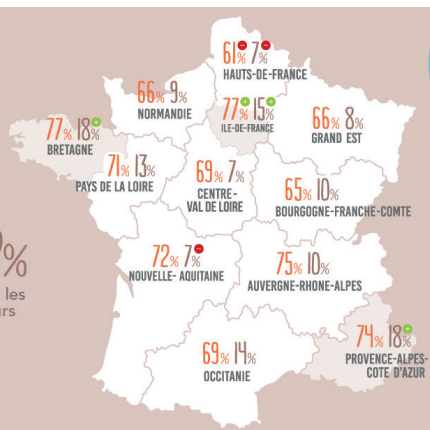 61% 7%
HAUTS-DE-FRANCE
66% 9%
NORMANDIE
77% 15%
ILE-DE-FRANCE
66% 8%
GRAND EST
77% 18%
BRETAGNE
71% 13%
PAYS DE LA LOIRE
69% 7%
CENTRE-
VAL DE LOIRE
65% 10%
BOURGOGNE-FRANCHE-COMTE
%
les
72% 7%
NOUVELLE- AQUITAINE
75% 10%
AUVERGNE-RHONE-ALPES
74% 18%
PROVENCE-ALPES-
COTE D'AZUR
69% 14%
OCCITANIE